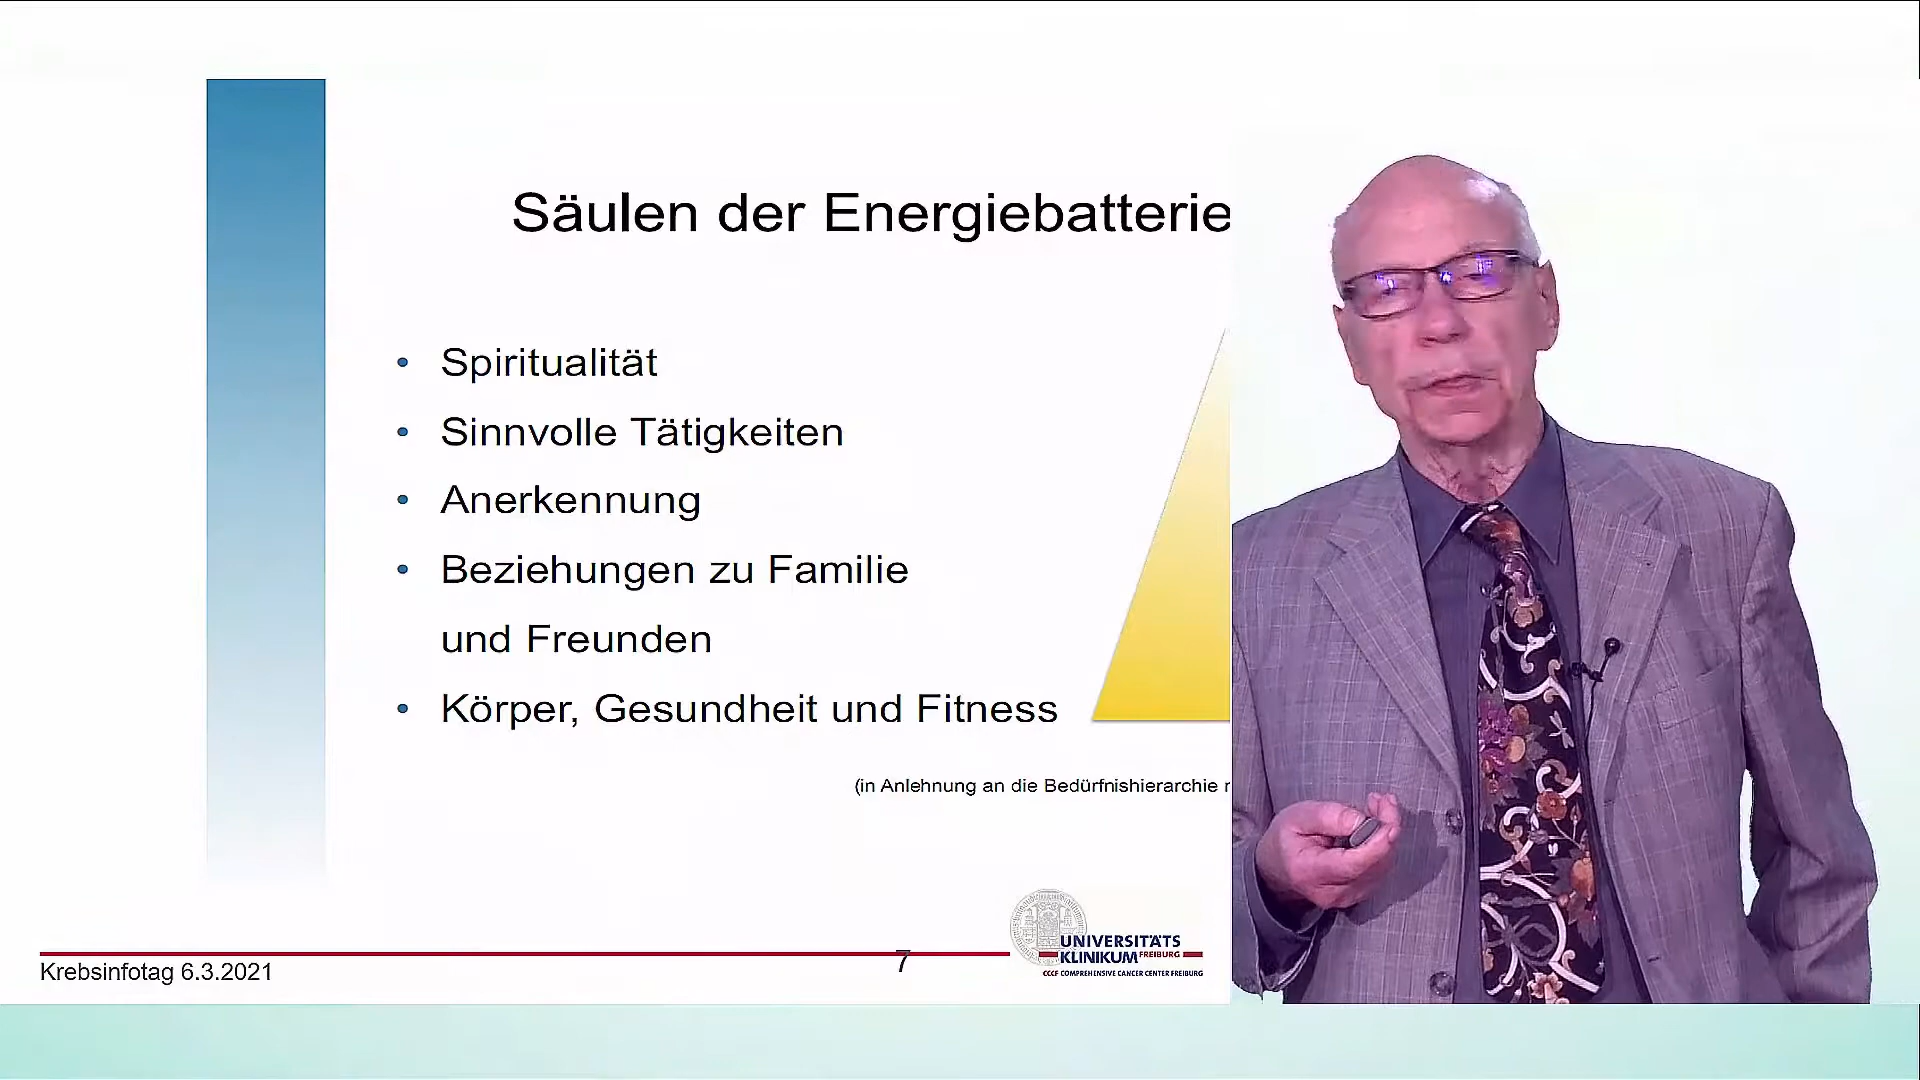 Säulen der Energiebatterie
• Spiritualität
• Sinnvolle Tätigkeiten
• Anerkennung
• Beziehungen zu Familie
und Freunden
• Körper, Gesundheit und Fitness
(in Anlehnung an die Bedürfnishierarchie
UNIVERSITÄTS
KLINIKUM FREIBURG
CCCF COMPREHENSIVE CANCER CENTER FREIBURG
7
Krebsinfotag 6.3.2021